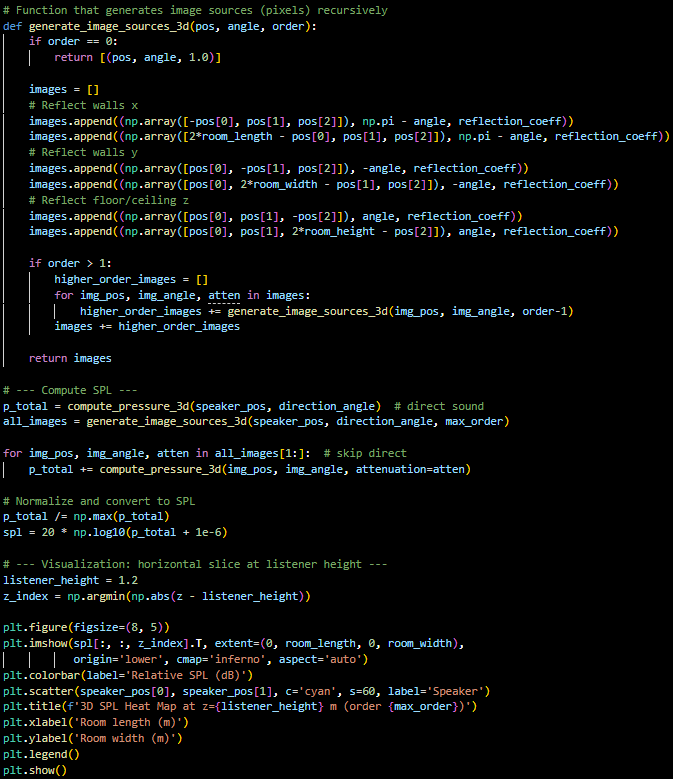 # Function that generates image sources (pixels) recursively
def generate_image_sources_3d(pos, angle, order):
    if order == 0:
        return [(pos, angle, 1.0)]

    images = []
    # Reflect walls x
    images.append((np.array([-pos[0], pos[1], pos[2]]), np.pi - angle, reflection_coeff))
    images.append((np.array([2*room_length - pos[0], pos[1], pos[2]]), np.pi - angle, reflection_coeff))
    # Reflect walls y
    images.append((np.array([pos[0], -pos[1], pos[2]]), -angle, reflection_coeff))
    images.append((np.array([pos[0], 2*room_width - pos[1], pos[2]]), -angle, reflection_coeff))
    # Reflect floor/ceiling z
    images.append((np.array([pos[0], pos[1], -pos[2]]), angle, reflection_coeff))
    images.append((np.array([pos[0], pos[1], 2*room_height - pos[2]]), angle, reflection_coeff))

    if order > 1:
        higher_order_images = []
        for img_pos, img_angle, atten in images:
            higher_order_images += generate_image_sources_3d(img_pos, img_angle, order-1)
        images += higher_order_images

    return images

# --- Compute SPL ---
p_total = compute_pressure_3d(speaker_pos, direction_angle)  # direct sound
all_images = generate_image_sources_3d(speaker_pos, direction_angle, max_order)

for img_pos, img_angle, atten in all_images[1:]:  # skip direct
    p_total += compute_pressure_3d(img_pos, img_angle, attenuation=atten)

# Normalize and convert to SPL
p_total /= np.max(p_total)
spl = 20 * np.log10(p_total + 1e-6)

# --- Visualization: horizontal slice at listener height ---
listener_height = 1.2
z_index = np.argmin(np.abs(z - listener_height))

plt.figure(figsize=(8, 5))
plt.imshow(spl[:, :, z_index].T, extent=(0, room_length, 0, room_width),
           origin='lower', cmap='inferno', aspect='auto')
plt.colorbar(label='Relative SPL (dB)')
plt.scatter(speaker_pos[0], speaker_pos[1], c='cyan', s=60, label='Speaker')
plt.title(f'3D SPL Heat Map at z={listener_height} m (order {max_order})')
plt.xlabel('Room length (m)')
plt.ylabel('Room width (m)')
plt.legend()
plt.show()